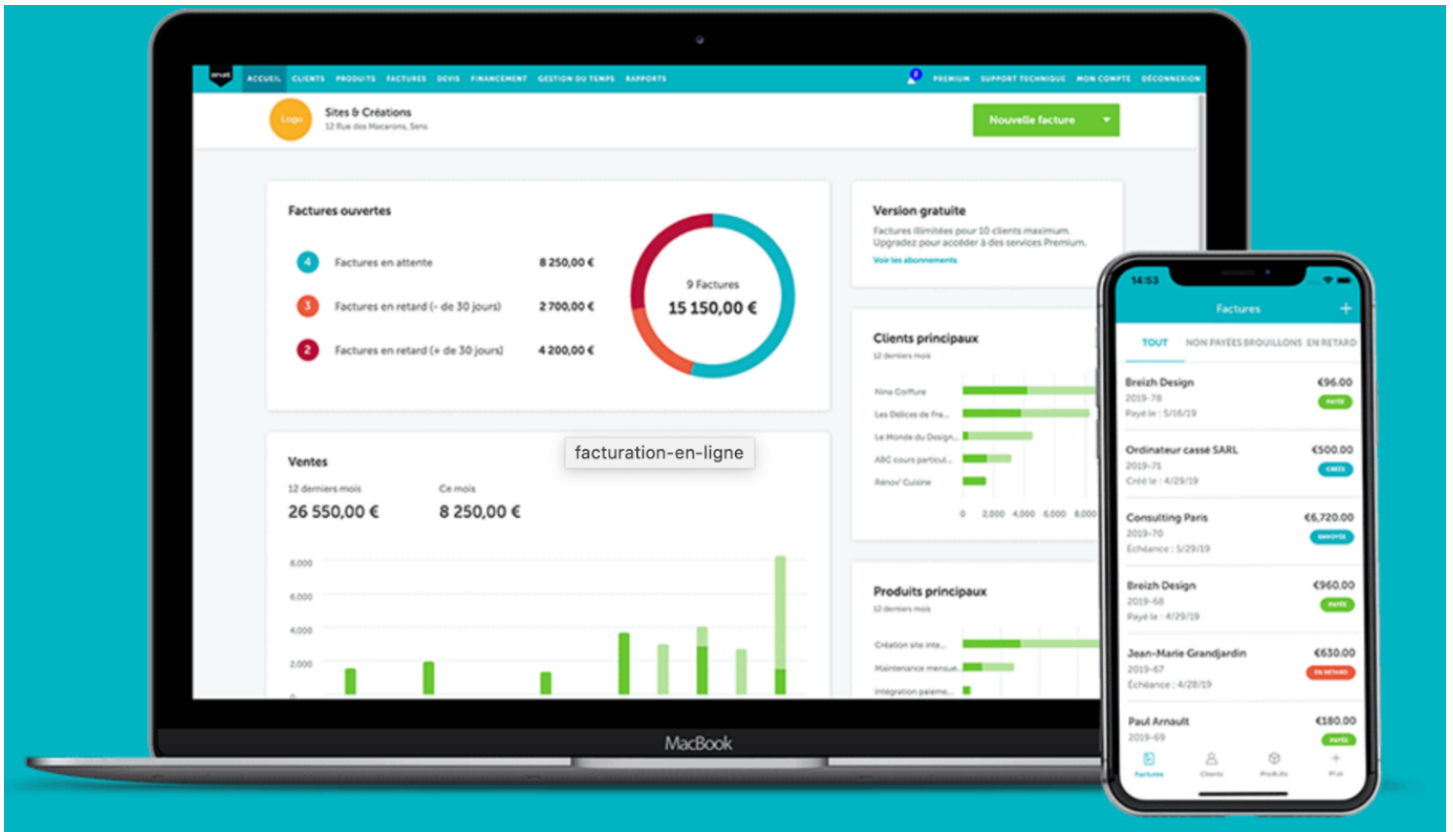 ACCUEIL CLIENTS PRODUITS FACTURES DEVIS FINANCEMENT GESTION DU TEMPS RAPPORTS
2 PREMIUM SUPPORT TECHNIQUE MON COMPTE DÉCONNEXION
Logo
Sites & Créations
12 Rue des Macarons, Sens
Nouvelle facture
Factures ouvertes
4 Factures en attente 8 250,00 €
3 Factures en retard (- de 30 jours) 2 700,00 €
2 Factures en retard (+ de 30 jours) 4 200,00 €
9 Factures
15 150,00 €
Version gratuite
Factures illimitées pour 10 clients maximum.
Upgradez pour accéder à des services Premium.
Voir les abonnements
Clients principaux
12 derniers mois
Nina Coiffure
Les Délices de Fra...
Le Monde du Design...
ABC cours particul...
Rénov' Cuisine
0 2,000 4,000 6,000 8,000
facturation-en-ligne
Ventes
12 derniers mois Ce mois
26 550,00 € 8 250,00 €
8,000
6,000
4,000
2,000
0
Produits principaux
12 derniers mois
Création site inte...
Maintenance mensue...
Intégration paieme...
MacBook
14:53
Factures +
TOUT NON PAYÉES BROUILLONS EN RETARD
Breizh Design €96.00
2019-78 PAYÉE
Payé le : 5/16/19
Ordinateur cassé SARL €500.00
2019-71 CRÉÉE
Créé le : 4/29/19
Consulting Paris €6,720.00
2019-70 ENVOYÉE
Échéance : 5/29/19
Breizh Design €960.00
2019-68 PAYÉE
Payé le : 4/29/19
Jean-Marie Grandjardin €630.00
2019-67 EN RETARD
Échéance : 4/28/19
Paul Arnault €180.00
2019-69 PAYÉE
Factures Clients Produits Plus